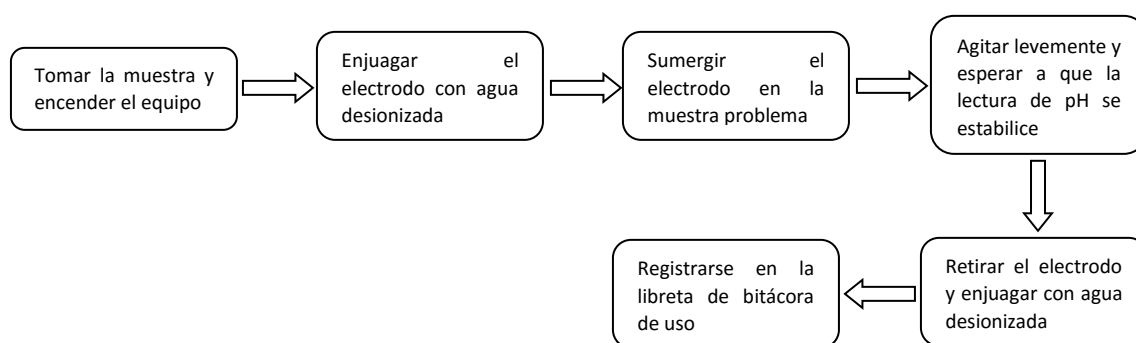 Tomar la muestra y
encender el equipo
Enjuagar el
electrodo con agua
desionizada
Sumergir el
electrodo en la
muestra problema
Agitar levemente y
esperar a que la
lectura de pH se
estabilice
Retirar el electrodo
y enjuagar con agua
desionizada
Registrarse en la
libreta de bitácora
de uso